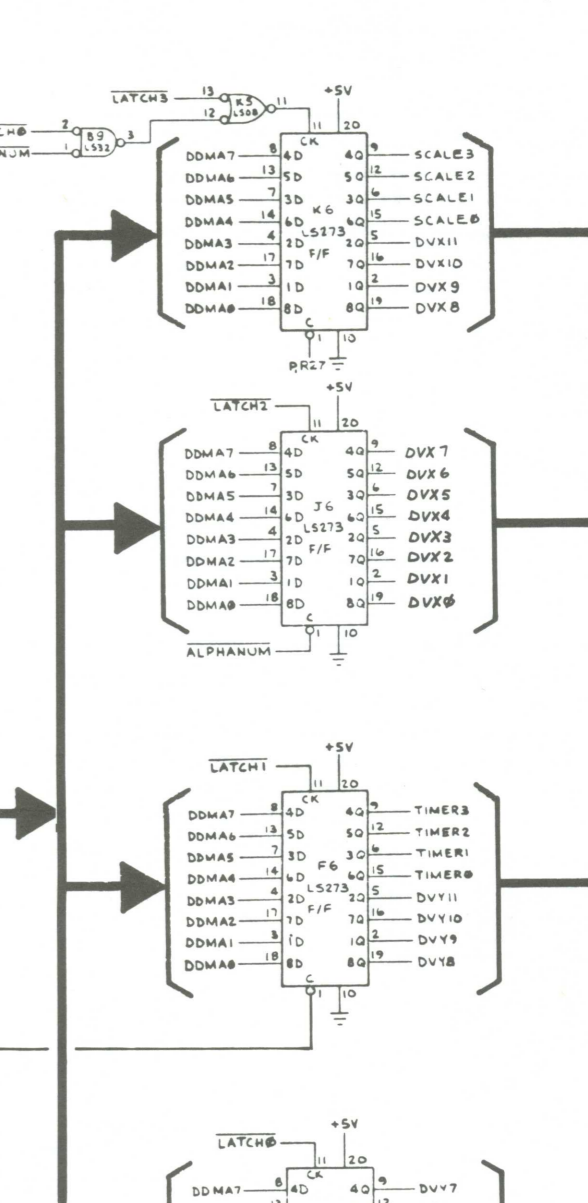 LATCH3 13 K5 11 +5V
12 LS08
2 B9 3
1 LS32
11 20
CK
DDMA7 8 4D 4Q 9 SCALE3
DDMA6 13 5D 5Q 12 SCALE2
DDMA5 7 3D K6 3Q 6 SCALE1
DDMA4 14 6D LS273 6Q 15 SCALE0
DDMA3 4 2D F/F 2Q 5 DVX11
DDMA2 17 7D 7Q 16 DVX10
DDMA1 3 1D 1Q 2 DVX9
DDMA0 18 8D 8Q 19 DVX8
C
1 10
PR27
+5V
LATCH2
11 20
CK
DDMA7 8 4D 4Q 9 DVX7
DDMA6 13 5D 5Q 12 DVX6
DDMA5 7 3D J6 3Q 6 DVX5
DDMA4 14 6D LS273 6Q 15 DVX4
DDMA3 4 2D F/F 2Q 5 DVX3
DDMA2 17 7D 7Q 16 DVX2
DDMA1 3 1D 1Q 2 DVX1
DDMA0 18 8D 8Q 19 DVX0
C
1 10
ALPHANUM
+5V
LATCH1
11 20
CK
DDMA7 8 4D 4Q 9 TIMER3
DDMA6 13 5D 5Q 12 TIMER2
DDMA5 7 3D F6 3Q 6 TIMER1
DDMA4 14 6D LS273 6Q 15 TIMER0
DDMA3 4 2D F/F 2Q 5 DVY11
DDMA2 17 7D 7Q 16 DVY10
DDMA1 3 1D 1Q 2 DVY9
DDMA0 18 8D 8Q 19 DVY8
C
1 10
+5V
LATCH0
11 20
CK
DDMA7 8 4D 4Q 9 DVY7